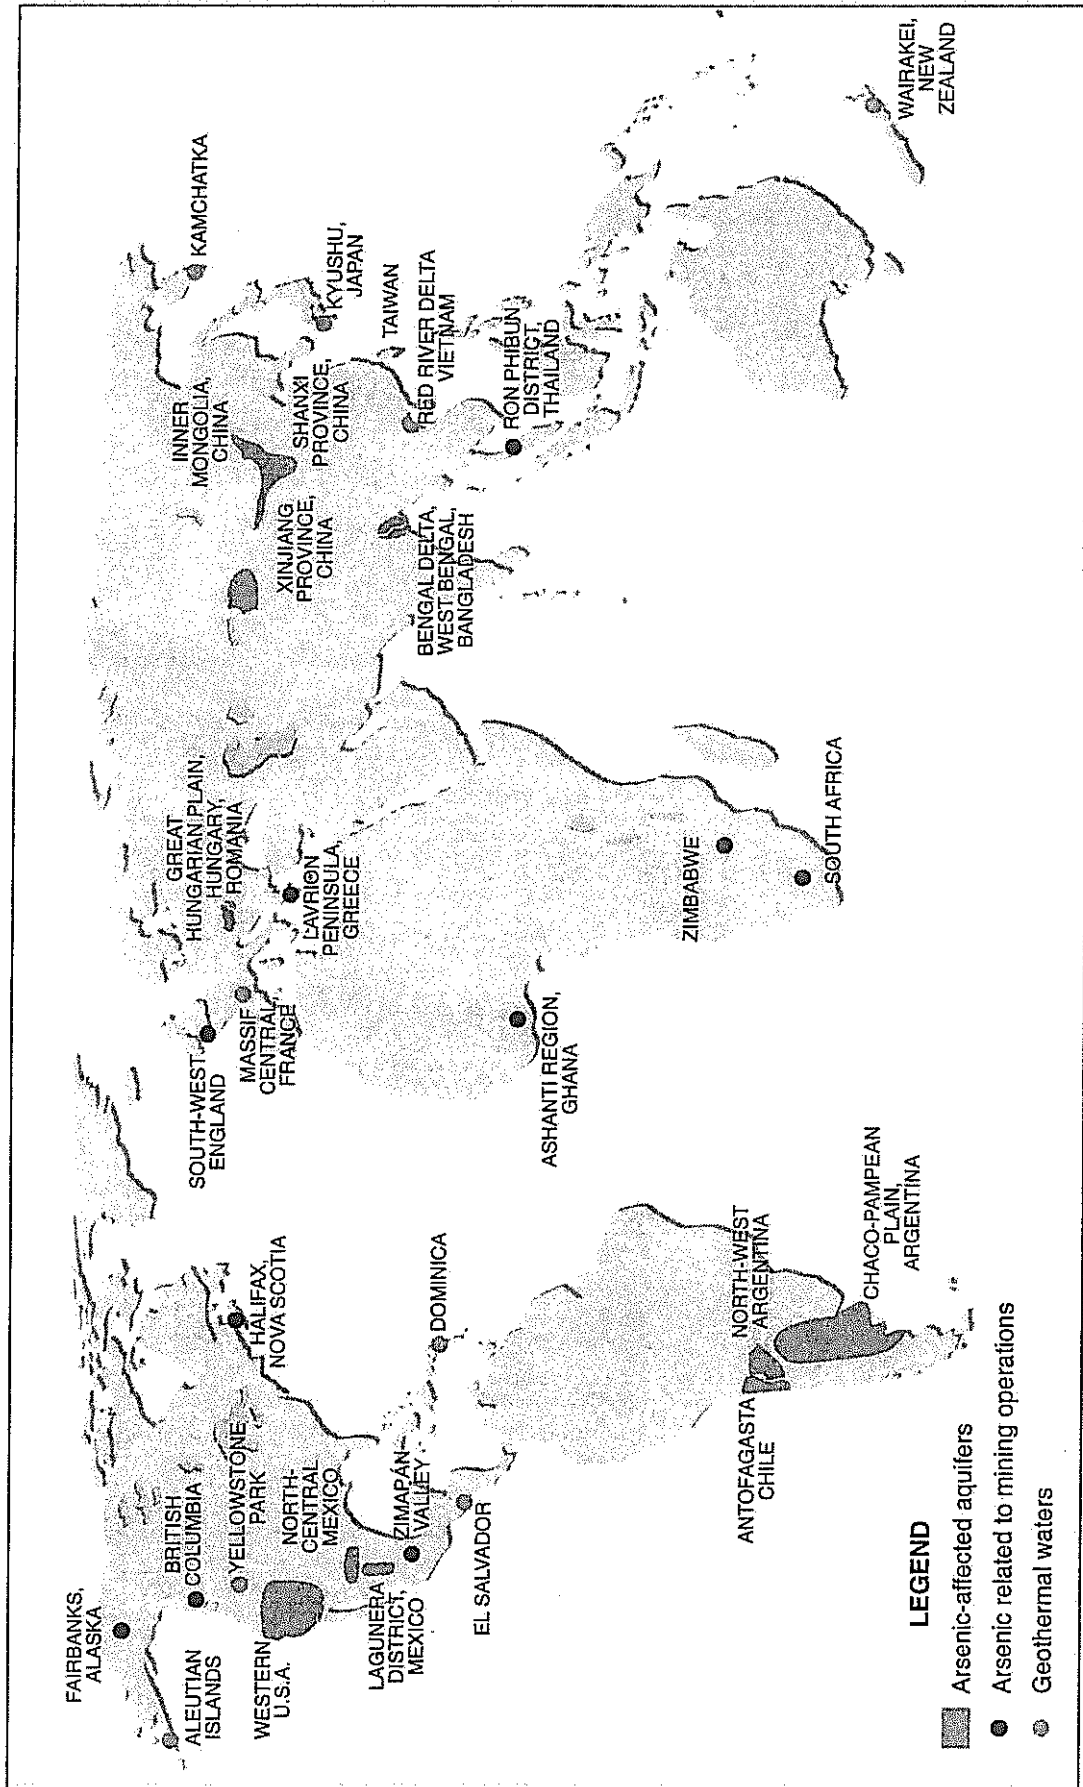 FAIRBANKS,
ALASKA
ALEUTIAN
ISLANDS
BRITISH
COLUMBIA
YELLOWSTONE
PARK
WESTERN
U.S.A.
NORTH-
CENTRAL
MEXICO
LAGUNERA
DISTRICT,
MEXICO
ZIMAPÁN
VALLEY
EL SALVADOR
HALIFAX,
NOVA SCOTIA
DOMINICA
ANTOFAGASTA
CHILE
NORTH-WEST
ARGENTINA
CHACO-PAMPEAN
PLAIN,
ARGENTINA
SOUTH-WEST
ENGLAND
MASSIF
CENTRAL,
FRANCE
GREAT
HUNGARIAN PLAIN,
HUNGARY,
ROMANIA
LAVRION
PENINSULA,
GREECE
ASHANTI REGION,
GHANA
ZIMBABWE
SOUTH AFRICA
XINJIANG
PROVINCE,
CHINA
INNER
MONGOLIA,
CHINA
SHANXI
PROVINCE,
CHINA
BENGAL DELTA,
WEST BENGAL,
BANGLADESH
KAMCHATKA
KYUSHU,
JAPAN
TAIWAN
RED RIVER DELTA
VIETNAM
RON PHIBUN
DISTRICT,
THAILAND
WAIRAKEI,
NEW
ZEALAND
LEGEND
Arsenic-affected aquifers
Arsenic related to mining operations
Geothermal waters